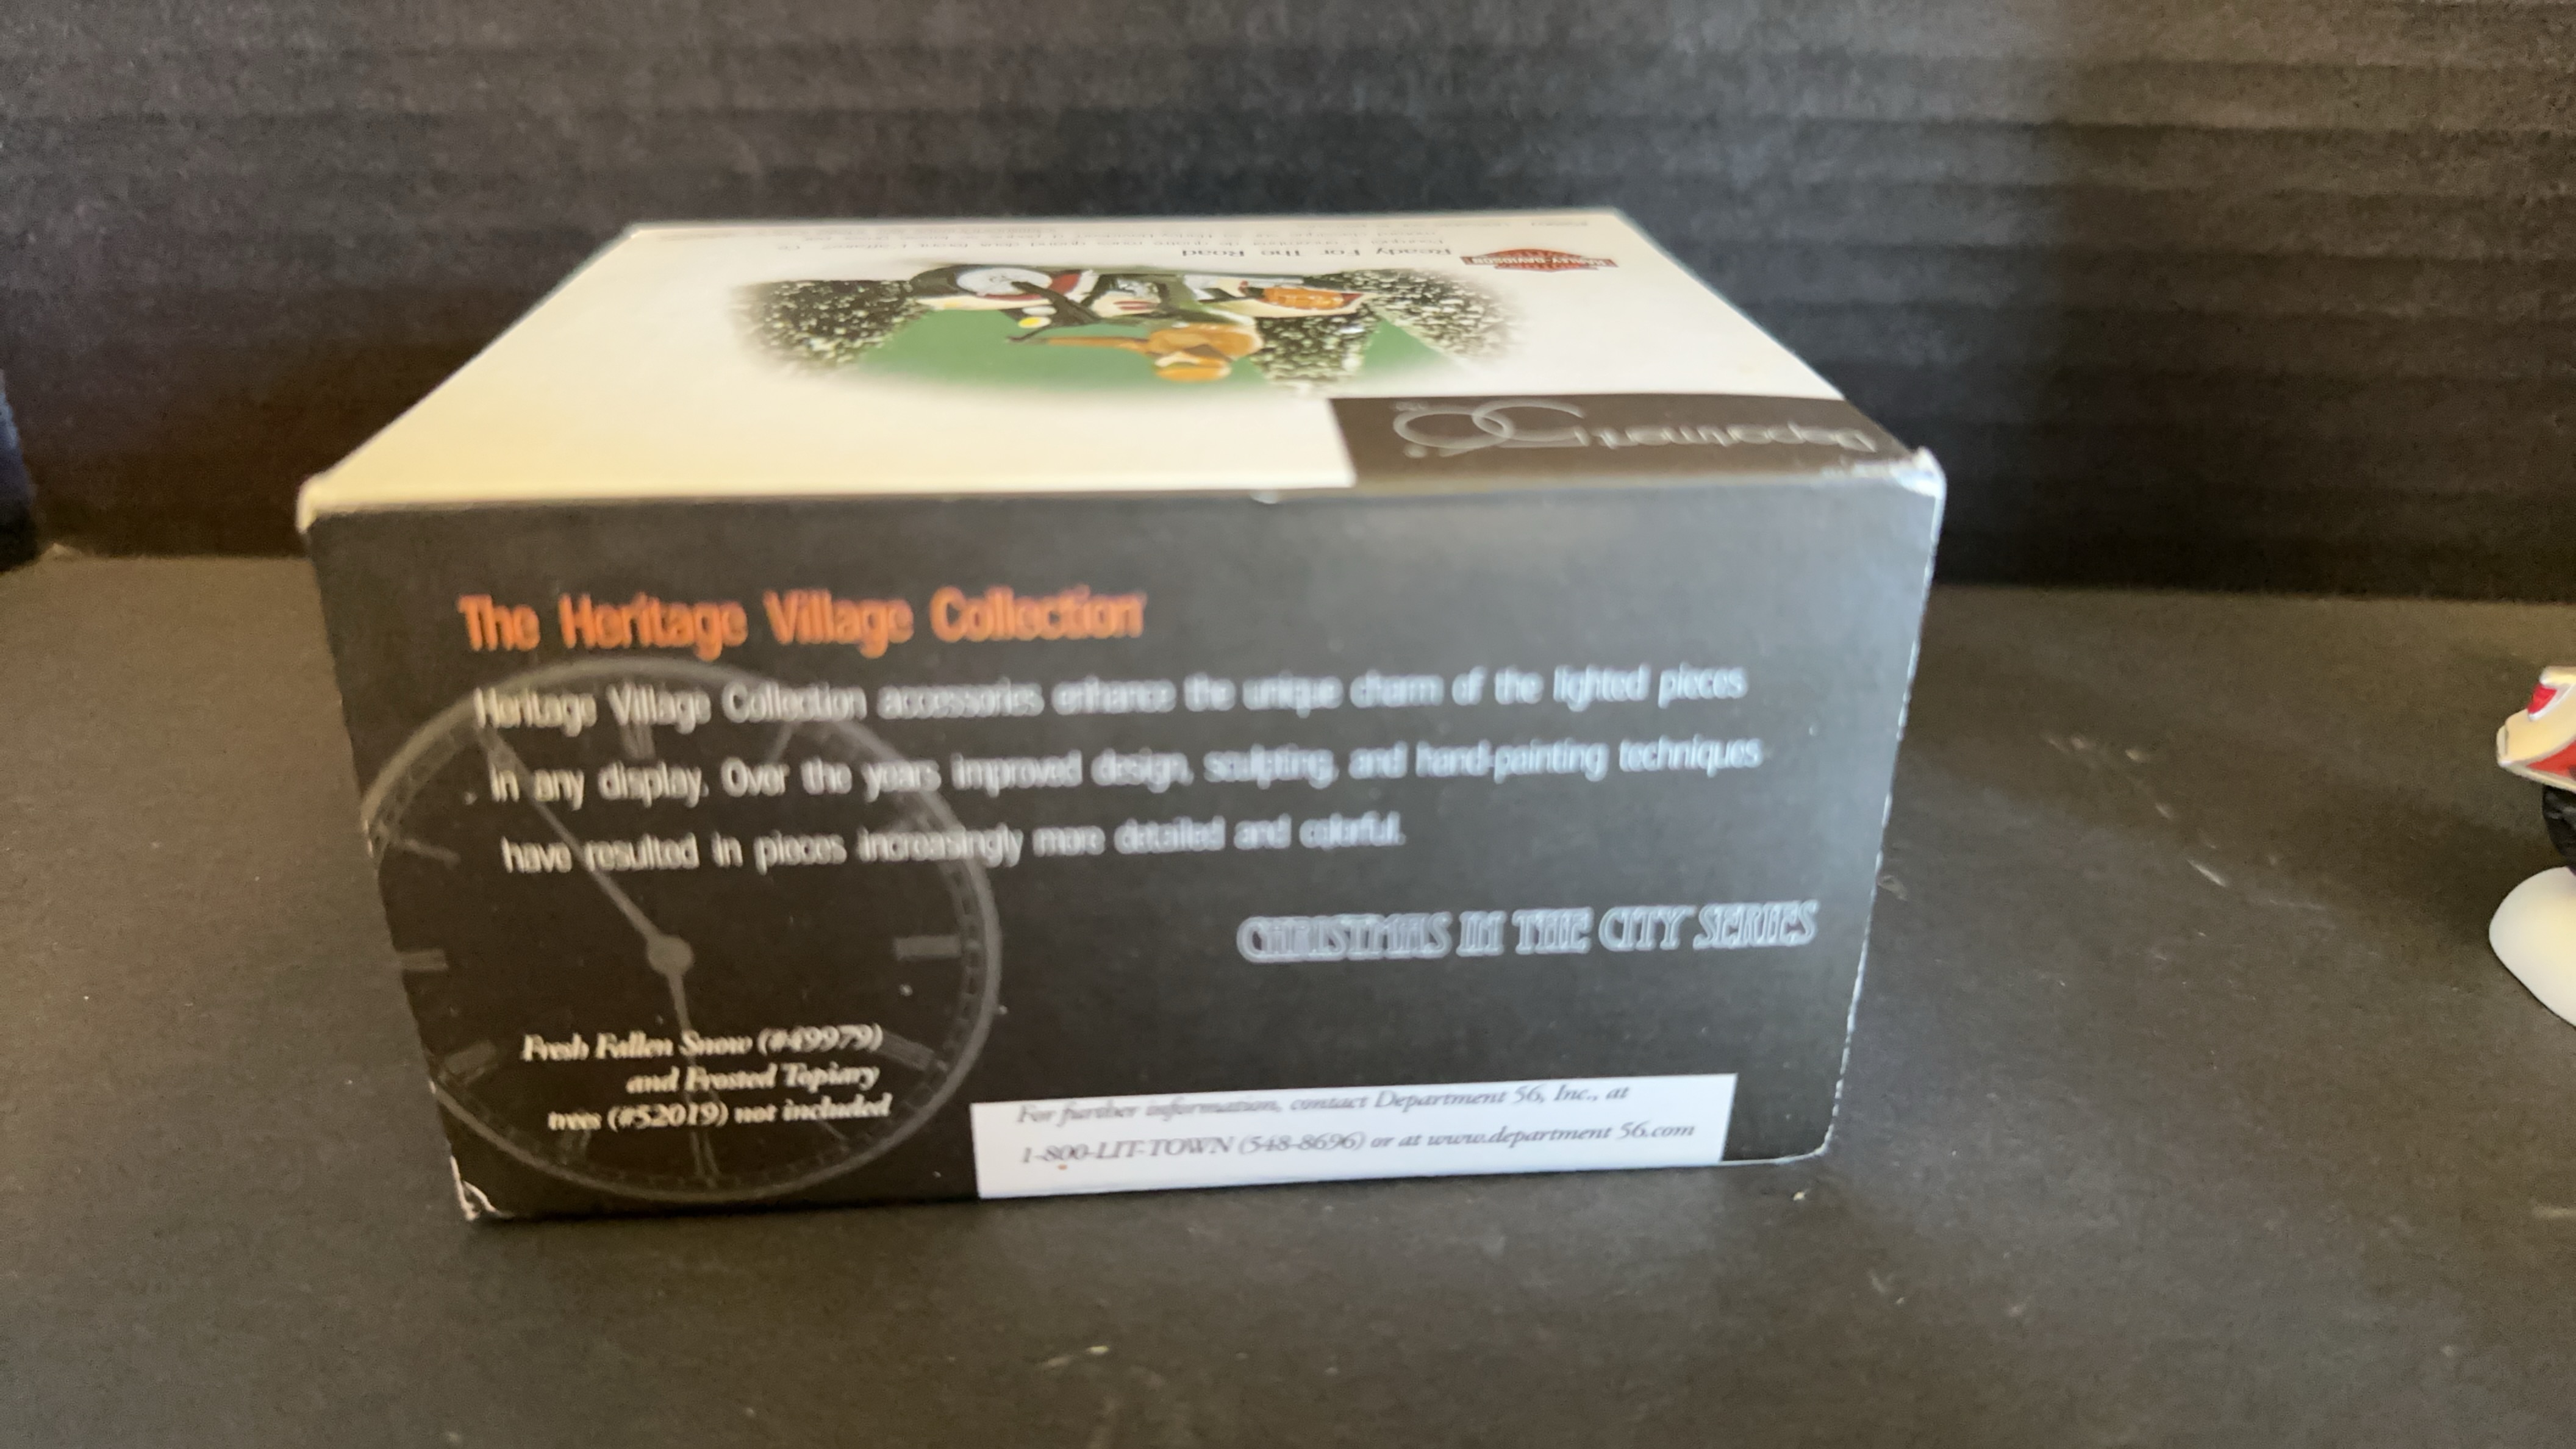 Ready For The Road
HARLEY-DAVIDSON
Department 56
The Heritage Village Collection
Heritage Village Collection accessories enhance the unique charm of the lighted pieces
in any display. Over the years improved design, sculpting, and hand-painting techniques
have resulted in pieces increasingly more detailed and colorful.
CHRISTMAS IN THE CITY SERIES
Fresh Fallen Snow (#49979)
and Frosted Topiary
trees (#52019) not included
For further information, contact Department 56, Inc., at
1-800-LIT-TOWN (548-8696) or at www.department 56.com